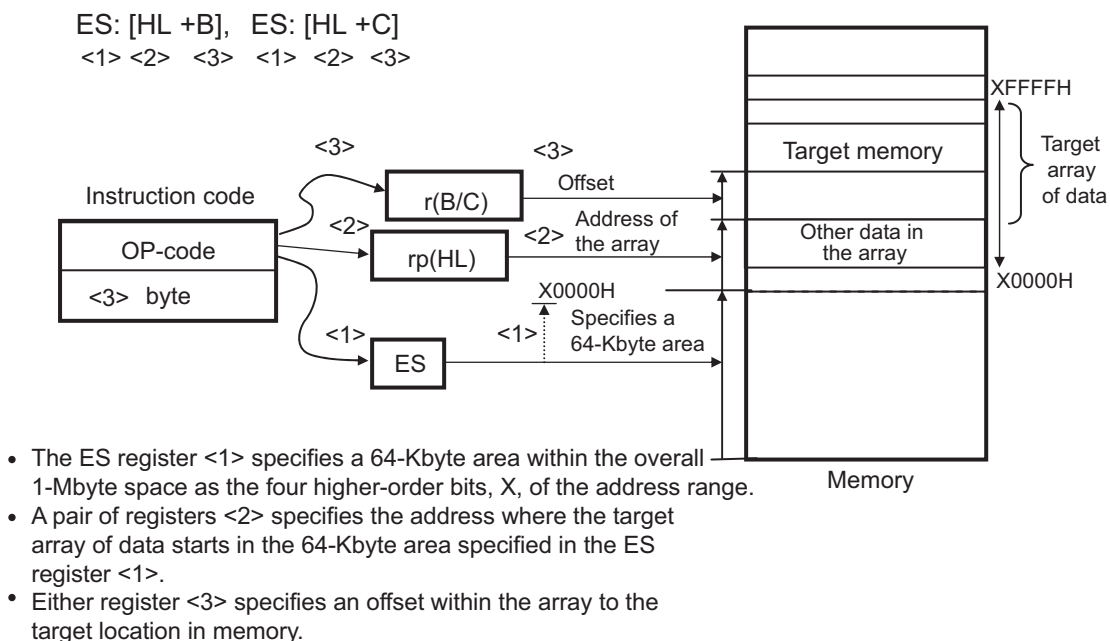 ES: [HL +B], ES: [HL +C]
<1> <2> <3> <1> <2> <3>
XFFFFH
Target
array
of data
Target memory
<3>
<3>
Instruction code
r(B/C)
Offset
OP-code
<2>
rp(HL)
<2>
Address of
the array
Other data in
the array
<3> byte
X0000H
X0000H
<1>
ES
<1>
Specifies a
64-Kbyte area
Memory
• The ES register <1> specifies a 64-Kbyte area within the overall
1-Mbyte space as the four higher-order bits, X, of the address range.
• A pair of registers <2> specifies the address where the target
array of data starts in the 64-Kbyte area specified in the ES
register <1>.
• Either register <3> specifies an offset within the array to the
target location in memory.